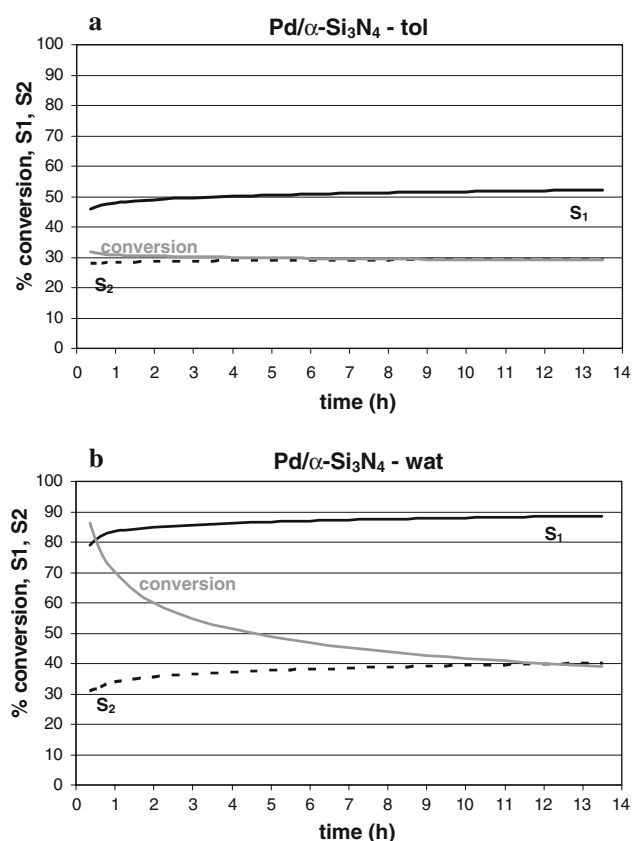 a
Pd/α-Si₃N₄ - tol
% conversion, S1, S2
100
90
80
70
60
50
40
30
20
10
0
S₁
conversion
S₂
0 1 2 3 4 5 6 7 8 9 10 11 12 13 14
time (h)
b
Pd/α-Si₃N₄ - wat
% conversion, S1, S2
100
90
80
70
60
50
40
30
20
10
0
S₁
conversion
S₂
0 1 2 3 4 5 6 7 8 9 10 11 12 13 14
time (h)